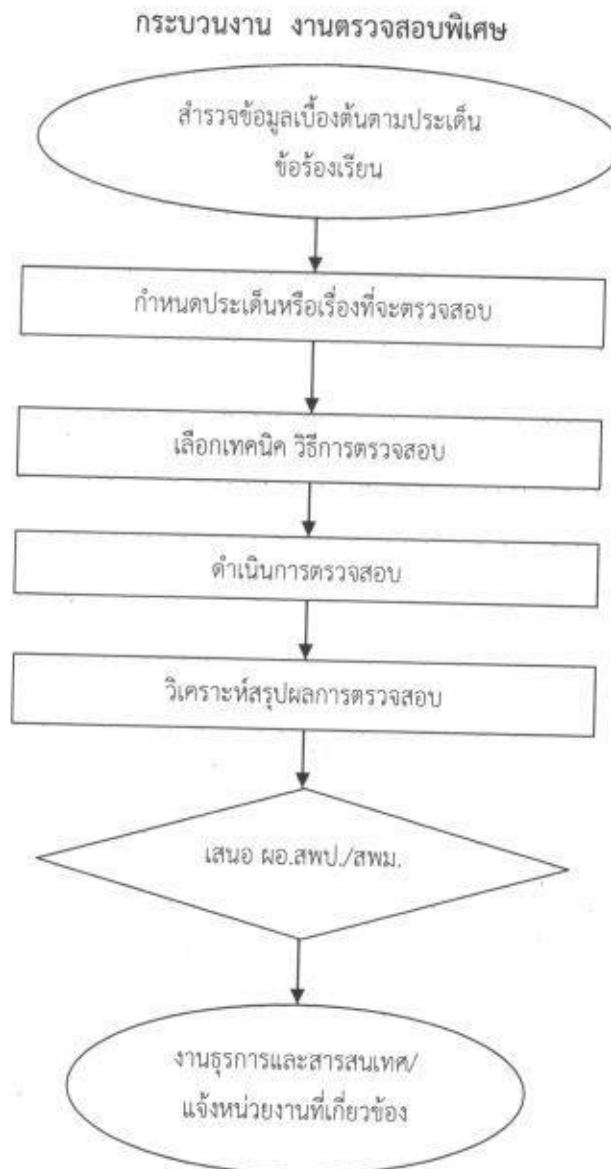 กระบวนงาน งานตรวจสอบพิเศษ
สำรวจข้อมูลเบื้องต้นตามประเด็น
ข้อร้องเรียน
กำหนดประเด็นหรือเรื่องที่จะตรวจสอบ
เลือกเทคนิค วิธีการตรวจสอบ
ดำเนินการตรวจสอบ
วิเคราะห์สรุปผลการตรวจสอบ
เสนอ ผอ.สพป./สพม.
งานธุรการและสารสนเทศ/
แจ้งหน่วยงานที่เกี่ยวข้อง